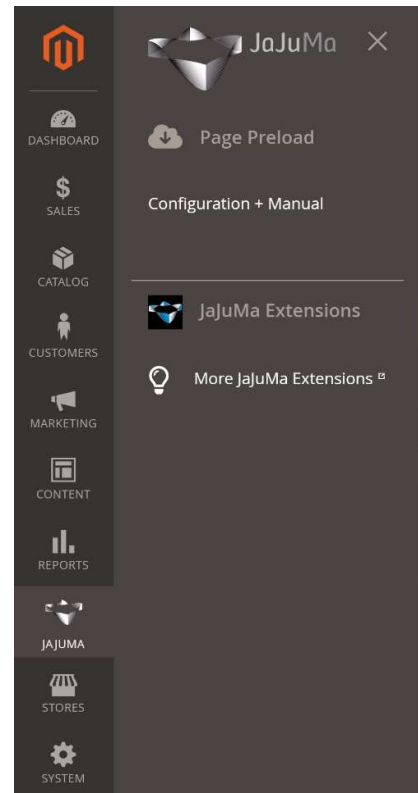 DASHBOARD
SALES
CATALOG
CUSTOMERS
MARKETING
CONTENT
REPORTS
JAJUMA
STORES
SYSTEM
JaJuMa
Page Preload
Configuration + Manual
JaJuMa Extensions
More JaJuMa Extensions